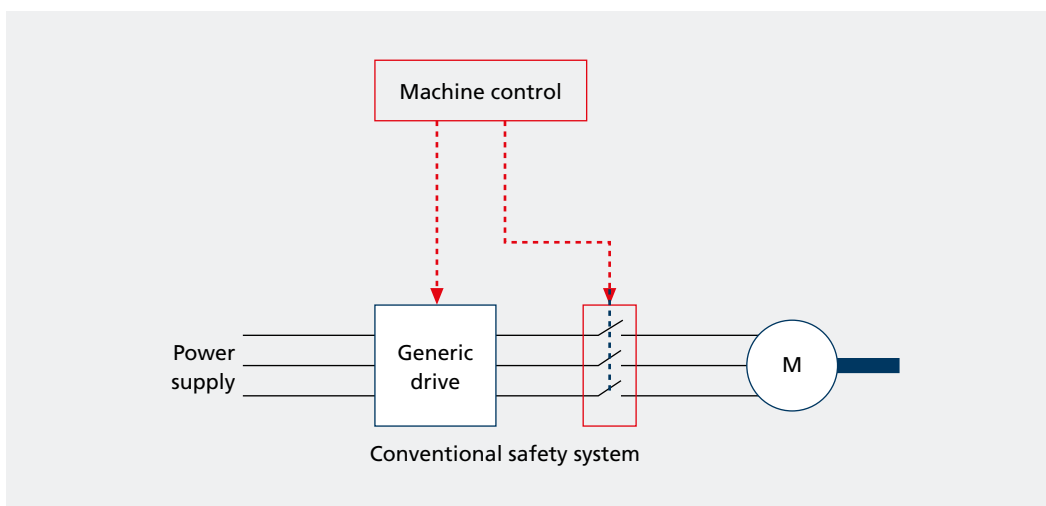 Machine control
Power
supply
Generic
drive
M
Conventional safety system